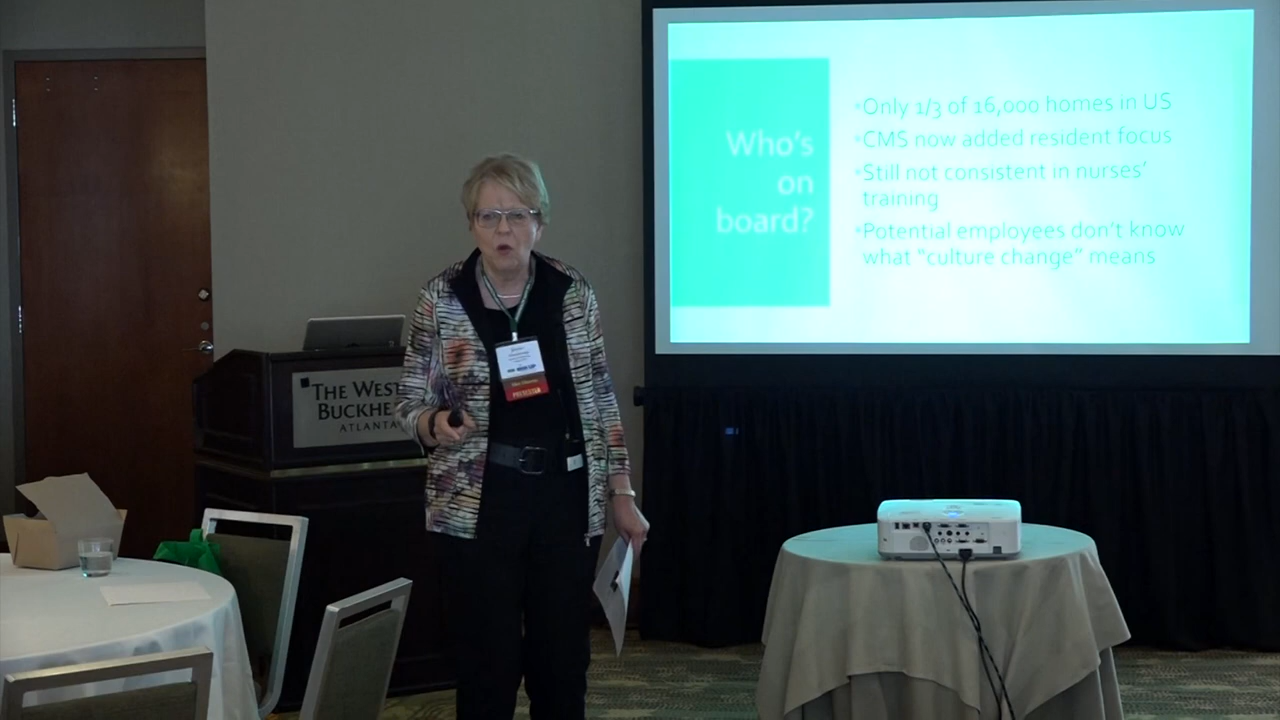 Who's
on
board?
Only 1/3 of 16,000 homes in US
CMS now added resident focus
Still not consistent in nurses'
training
Potential employees don't know
what "culture change" means
THE WEST
BUCKHE
ATLANTA
PRESENTER